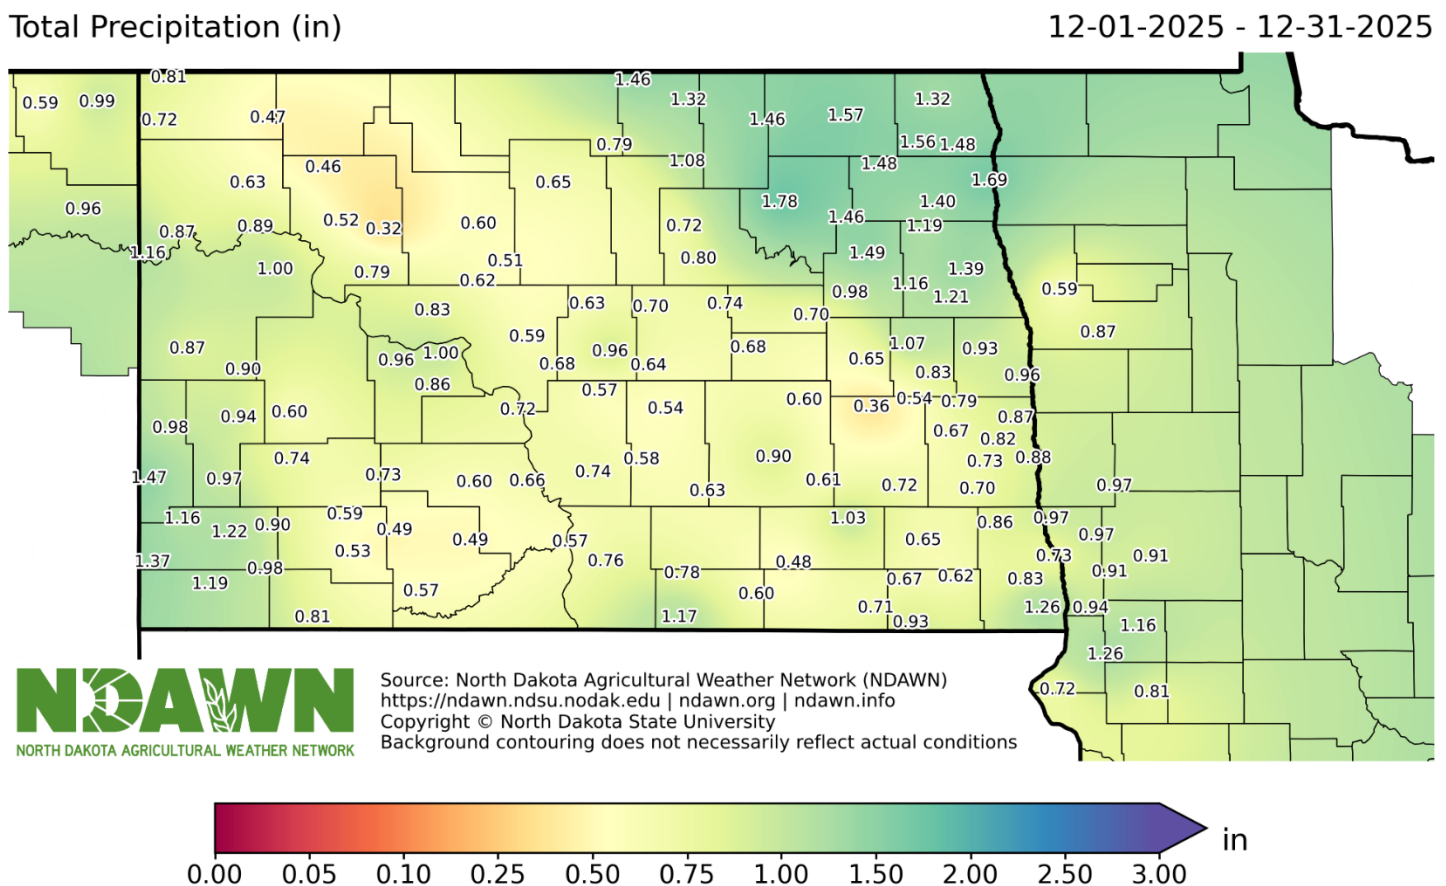 Total Precipitation (in) 12-01-2025 - 12-31-2025
0.81 1.46
0.59 0.99 1.32 1.32
0.72 0.47 1.46 1.57
0.79 1.56 1.48
0.46 1.08 1.48
0.63 0.65 1.69
0.96 1.78 1.40
0.52 0.60 1.46
0.87 0.89 0.32 0.72 1.19
1.16 0.51 0.80 1.49
1.00 0.79 0.62 1.39
0.98 1.16 0.59
0.83 0.63 0.70 0.74 0.70 1.21
0.59 0.87
0.87 0.96 1.00 0.96 0.68 1.07 0.93
0.90 0.68 0.64 0.65 0.83 0.96
0.86 0.57
0.98 0.94 0.60 0.72 0.54 0.60 0.36 0.54 0.79 0.87
0.67 0.82
0.74 0.58 0.90 0.73 0.88
1.47 0.97 0.73 0.60 0.66 0.74 0.63 0.61 0.72 0.70 0.97
1.16 0.59 1.03 0.86 0.97
1.22 0.90 0.49 0.49 0.57 0.65 0.97
1.37 0.53 0.76 0.48 0.73 0.91
0.98 0.78 0.67 0.62 0.83 0.91
1.19 0.57 0.60
0.81 1.17 0.71 0.93 1.26 0.94
1.16
1.26
0.72 0.81
NDAWN
NORTH DAKOTA AGRICULTURAL WEATHER NETWORK
Source: North Dakota Agricultural Weather Network (NDAWN)
https://ndawn.ndsu.nodak.edu | ndawn.org | ndawn.info
Copyright © North Dakota State University
Background contouring does not necessarily reflect actual conditions
in
0.00 0.05 0.10 0.25 0.50 0.75 1.00 1.50 2.00 2.50 3.00